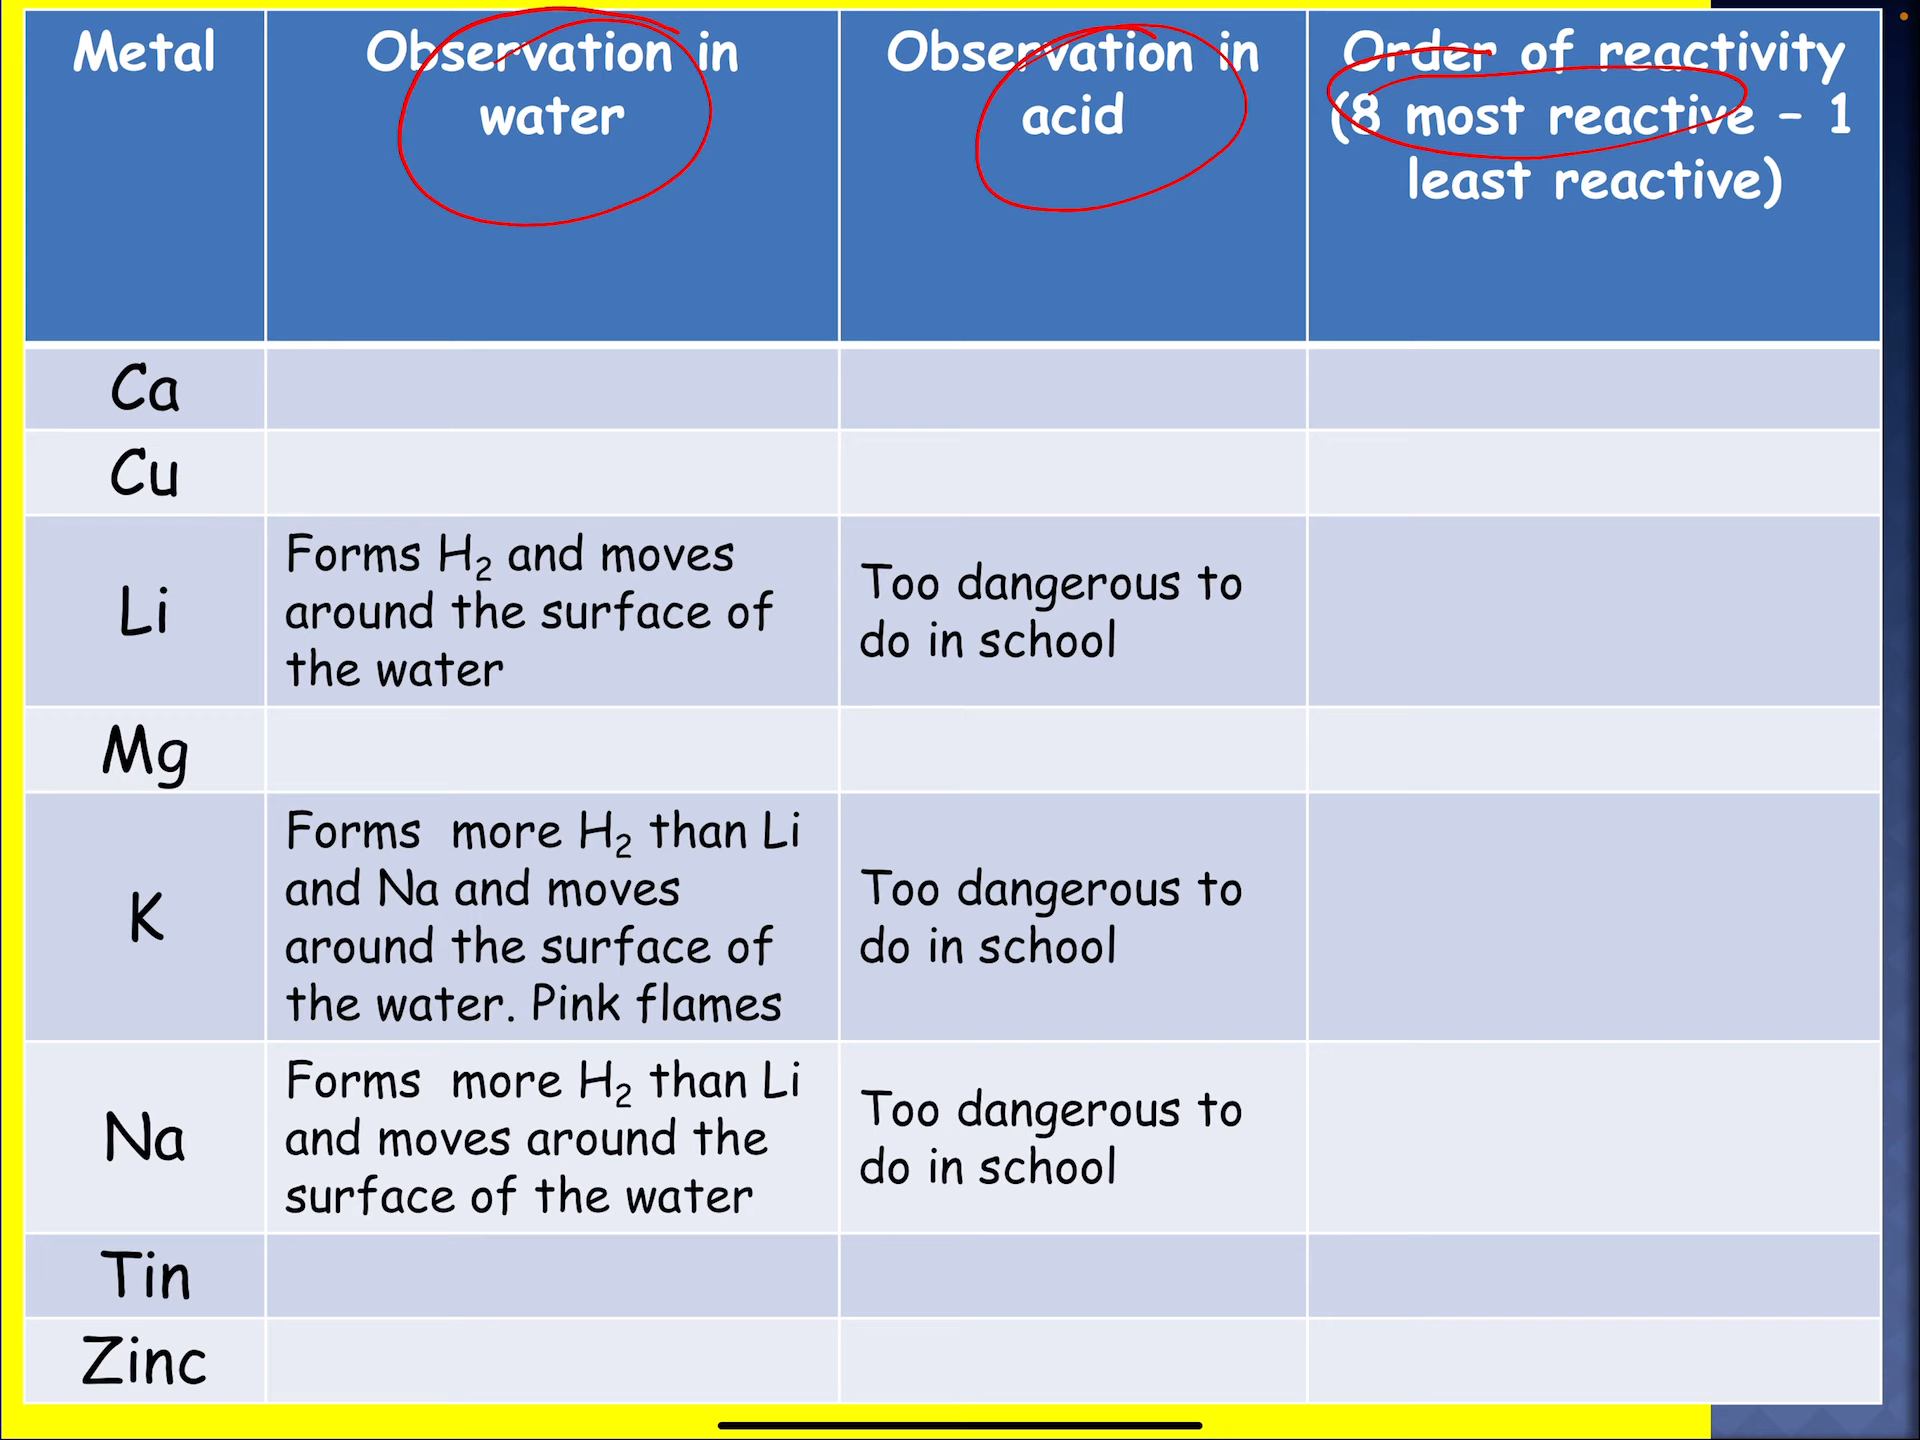 Metal
Observation in
water
Observation in
acid
Order of reactivity
(8 most reactive – 1
least reactive)
Ca
Cu
Li
Forms H₂ and moves
around the surface of
the water
Too dangerous to
do in school
Mg
K
Forms more H₂ than Li
and Na and moves
around the surface of
the water. Pink flames
Too dangerous to
do in school
Na
Forms more H₂ than Li
and moves around the
surface of the water
Too dangerous to
do in school
Tin
Zinc